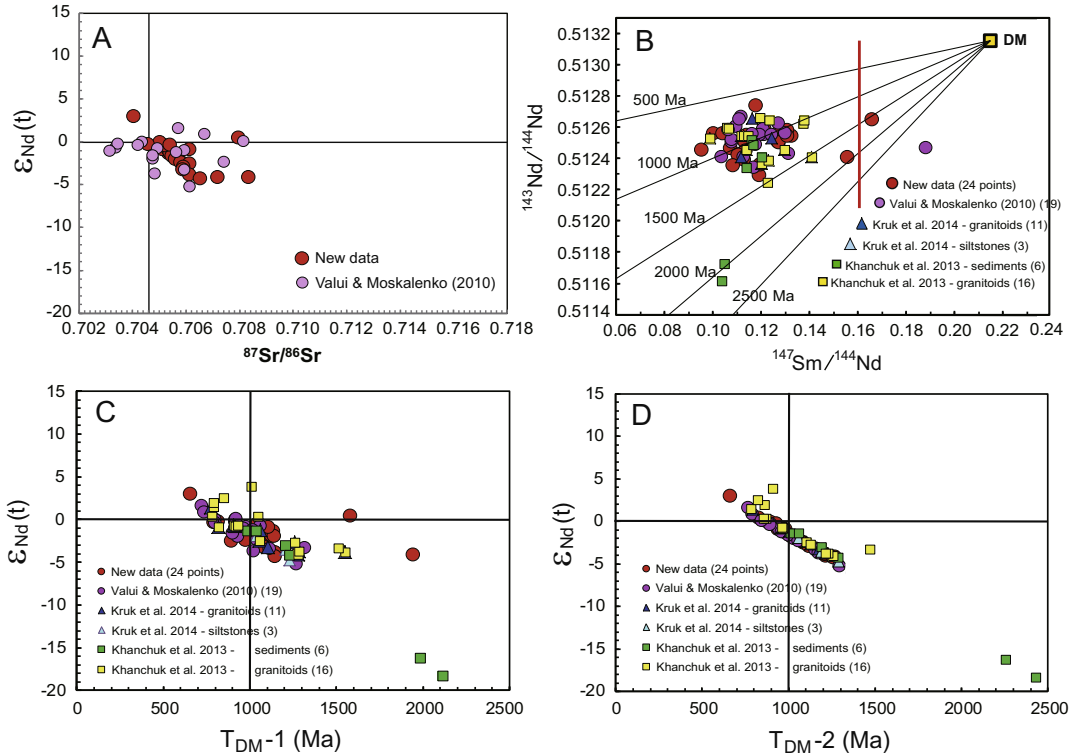 A
15
10
5
0
-5
-10
-15
-20
εNd(t)
New data
Valui & Moskalenko (2010)
0.702 0.704 0.706 0.708 0.710 0.711 0.714 0.716 0.718
87Sr/86Sr
B
0.5132
0.5130
0.5128
0.5126
0.5124
0.5122
0.5120
0.5118
0.5116
0.5114
143Nd/144Nd
DM
500 Ma
1000 Ma
1500 Ma
2000 Ma
2500 Ma
New data (24 points)
Valui & Moskalenko (2010) (19)
Kruk et al. 2014 - granitoids (11)
Kruk et al. 2014 - siltstones (3)
Khanchuk et al. 2013 - sediments (6)
Khanchuk et al. 2013 - granitoids (16)
0.06 0.08 0.10 0.12 0.14 0.16 0.18 0.20 0.22 0.24
147Sm/144Nd
C
15
10
5
0
-5
-10
-15
-20
εNd(t)
New data (24 points)
Valui & Moskalenko (2010) (19)
Kruk et al. 2014 - granitoids (11)
Kruk et al. 2014 - siltstones (3)
Khanchuk et al. 2013 - sediments (6)
Khanchuk et al. 2013 - granitoids (16)
0 500 1000 1500 2000 2500
TDM-1 (Ma)
D
15
10
5
0
-5
-10
-15
-20
εNd(t)
New data (24 points)
Valui & Moskalenko (2010) (19)
Kruk et al. 2014 - granitoids (11)
Kruk et al. 2014 - siltstones (3)
Khanchuk et al. 2013 - sediments (6)
Khanchuk et al. 2013 - granitoids (16)
0 500 1000 1500 2000 2500
TDM-2 (Ma)